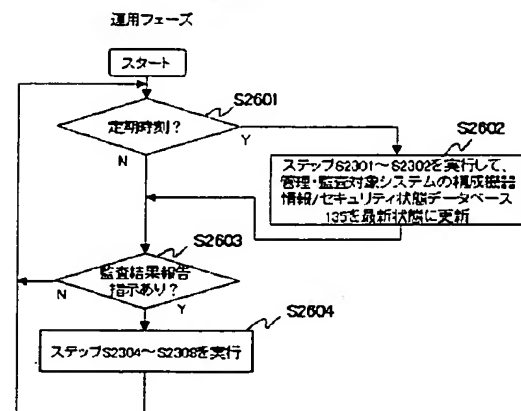 運用フェーズ
スタート
S2601
定期時刻?
Y
N
S2602
ステップS2301~S2302を実行して、
管理・監査対象システムの構成機器
情報/セキュリティ状態データベース
135を最新状態に更新
S2603
監査結果報告
指示あり?
N
Y
S2604
ステップS2304~S2308を実行